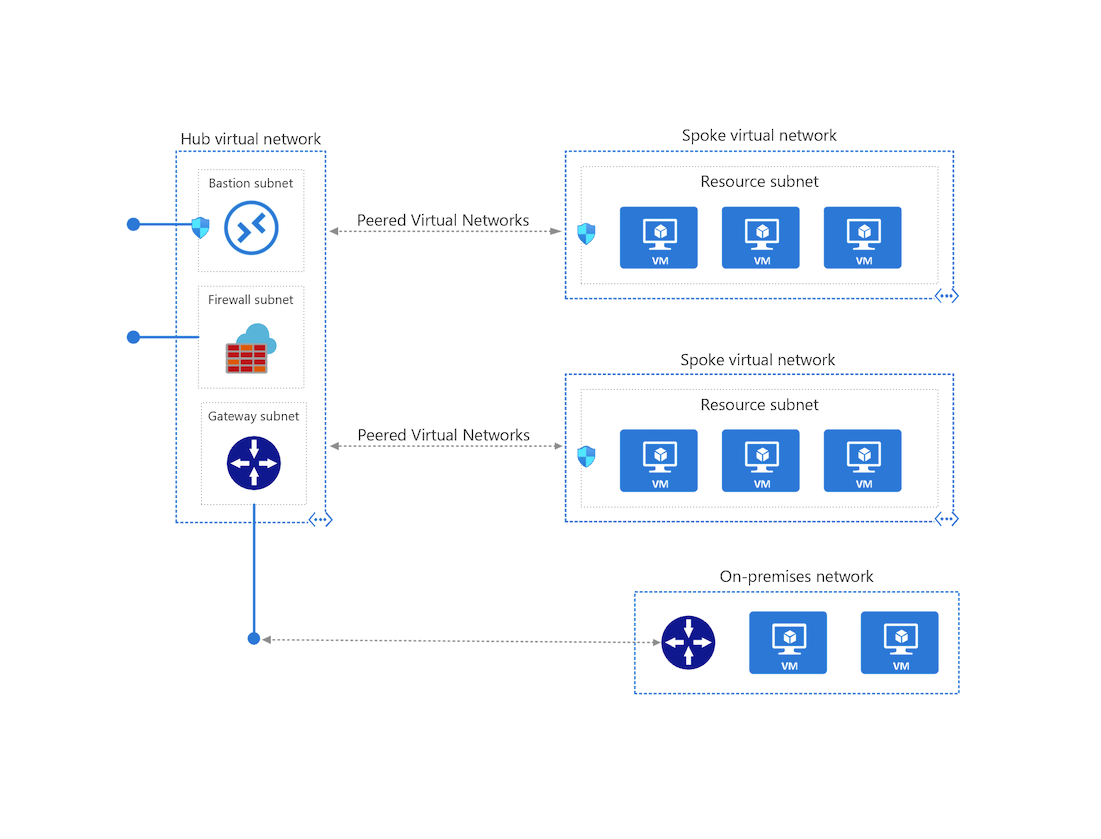 Hub virtual network
Bastion subnet
Firewall subnet
Gateway subnet
Peered Virtual Networks
Peered Virtual Networks
Spoke virtual network
Resource subnet
VM
VM
VM
Spoke virtual network
Resource subnet
VM
VM
VM
On-premises network
VM
VM